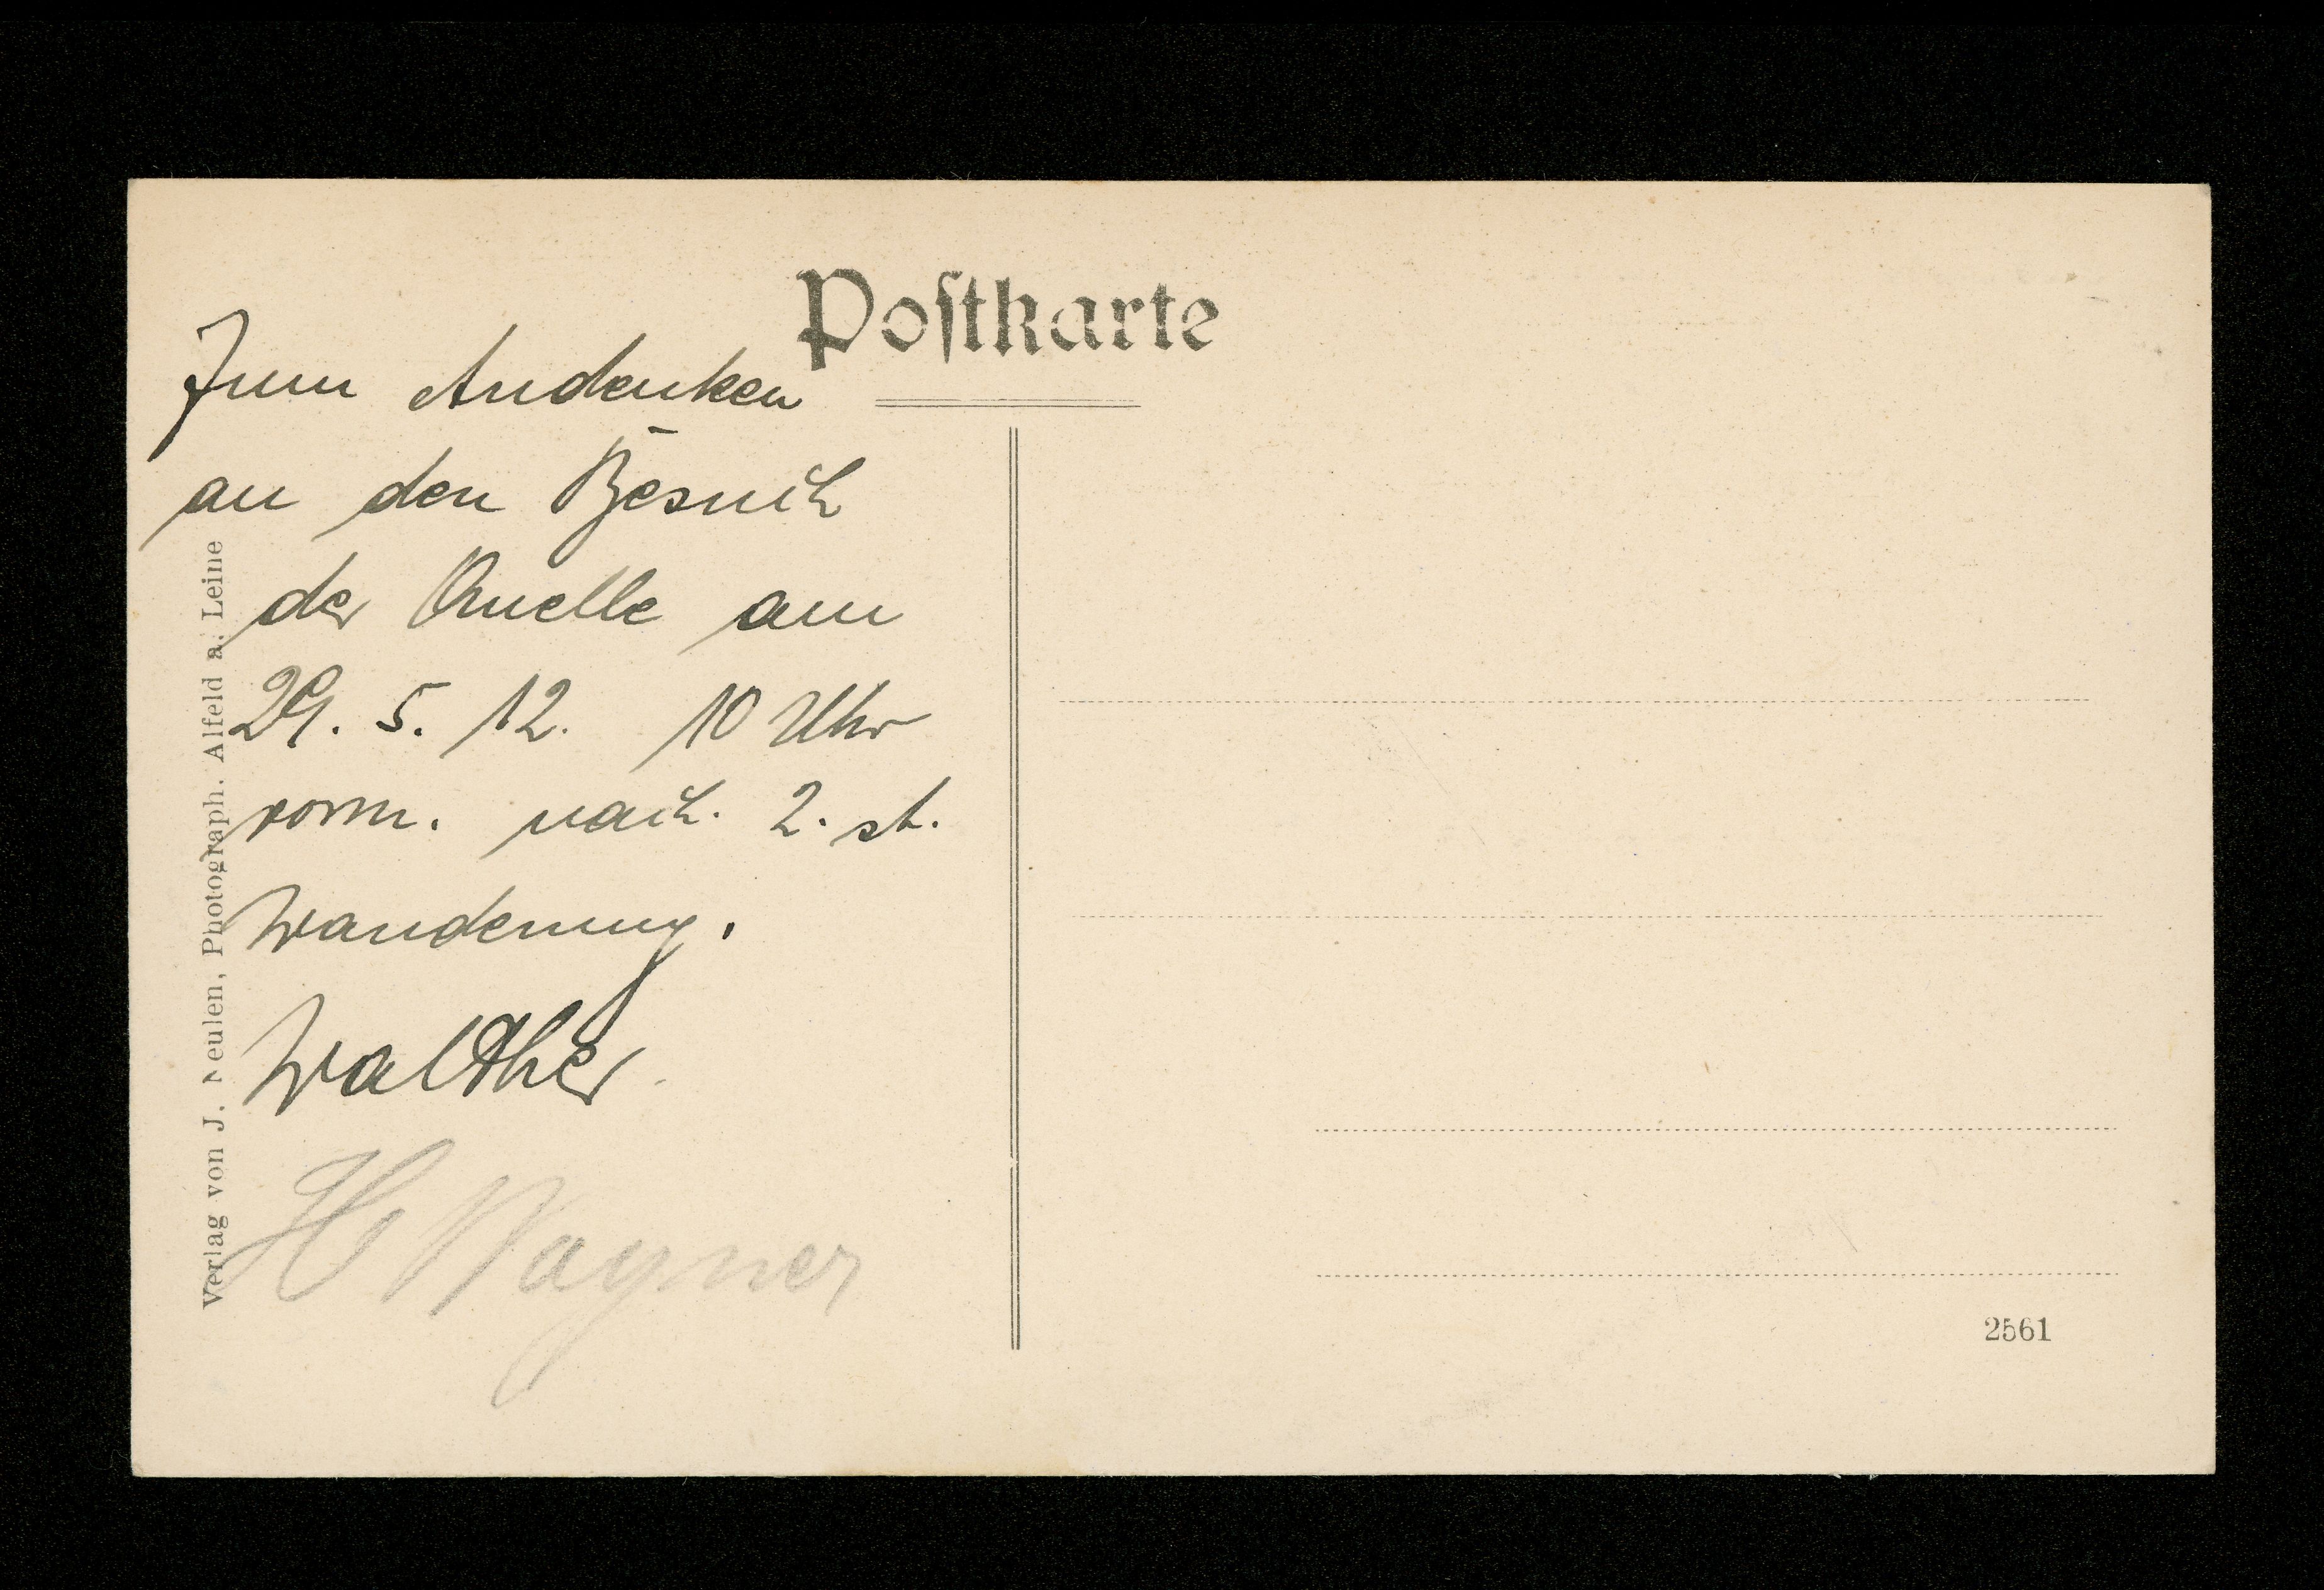 Postkarte
Zum Andenken
an den Besuch
der Quelle am
29. 5. 12. 10 Uhr
vorm. nach. 2. st.
Wanderung.
Walther
H Wagner
Verlag von J. Neulen, Photograph. Alfeld a. Leine
2561